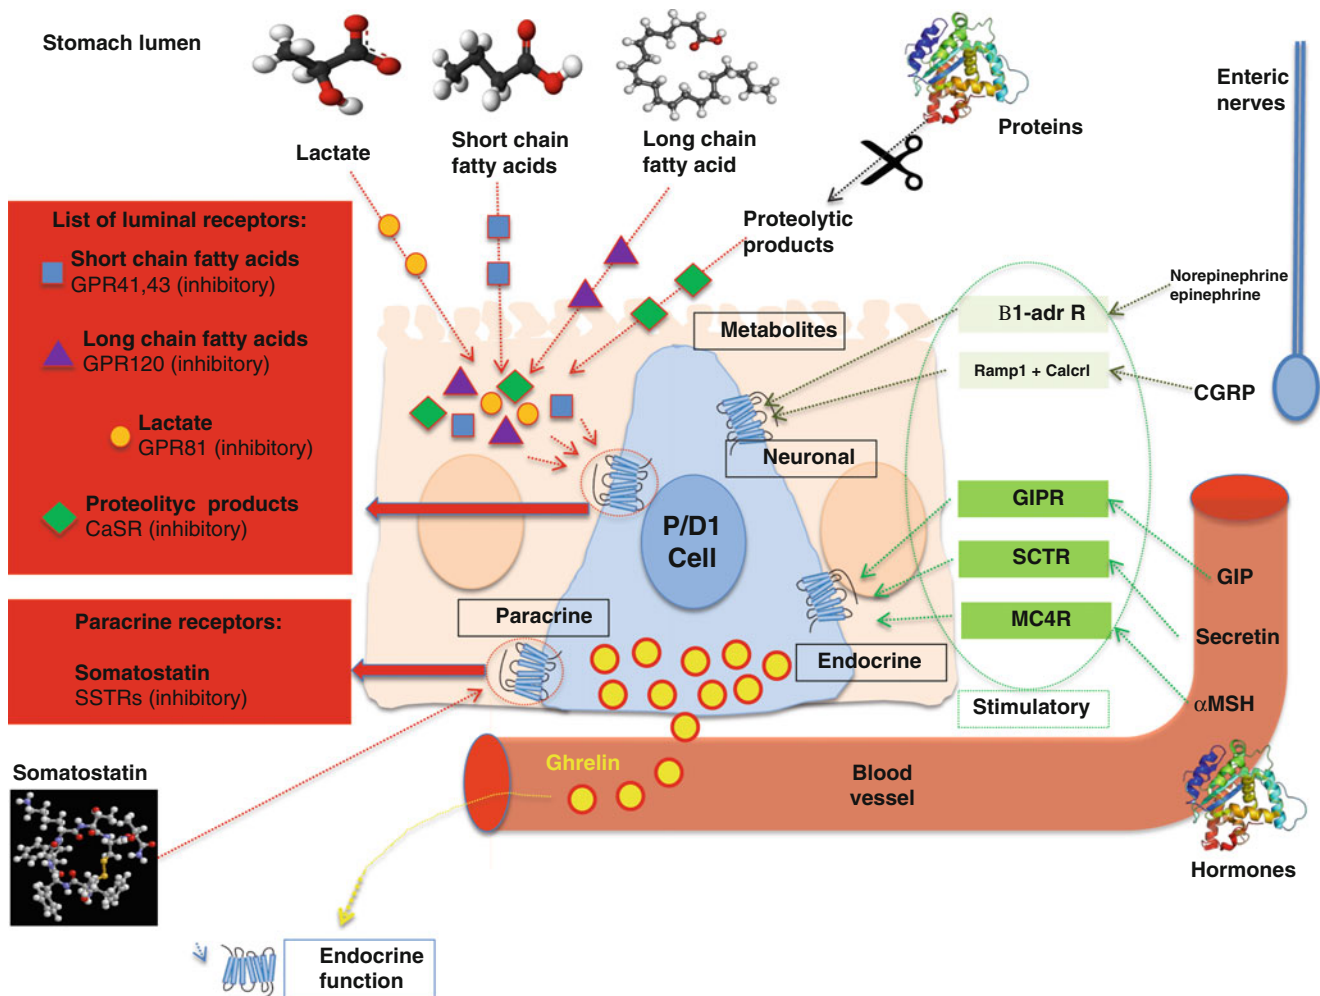 Stomach lumen
Lactate
Short chain
fatty acids
Long chain
fatty acid
Proteins
Enteric
nerves
Proteolytic
products
List of luminal receptors:
Short chain fatty acids
GPR41,43 (inhibitory)
Long chain fatty acids
GPR120 (inhibitory)
Lactate
GPR81 (inhibitory)
Proteolityc products
CaSR (inhibitory)
Metabolites
Norepinephrine
epinephrine
B1-adr R
Ramp1 + Calcrl
CGRP
Neuronal
P/D1
Cell
GIPR
SCTR
MC4R
GIP
Secretin
αMSH
Paracrine
Endocrine
Stimulatory
Paracrine receptors:
Somatostatin
SSTRs (inhibitory)
Somatostatin
Ghrelin
Blood
vessel
Hormones
Endocrine
function